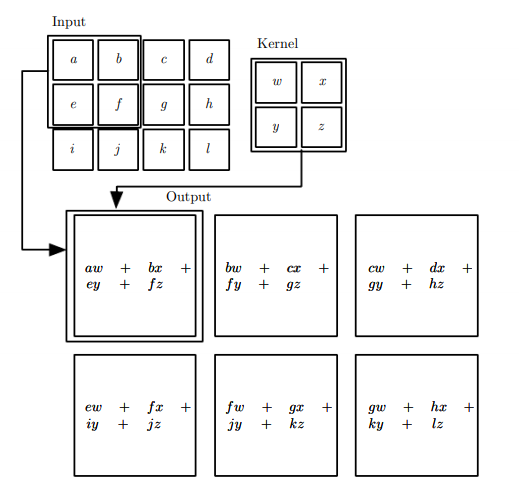 Input
Kernel
a b c d
e f g h
i j k l
w x
y z
Output
aw + bx +
ey + fz
bw + cx +
fy + gz
cw + dx +
gy + hz
ew + fx +
iy + jz
fw + gx +
jy + kz
gw + hx +
ky + lz